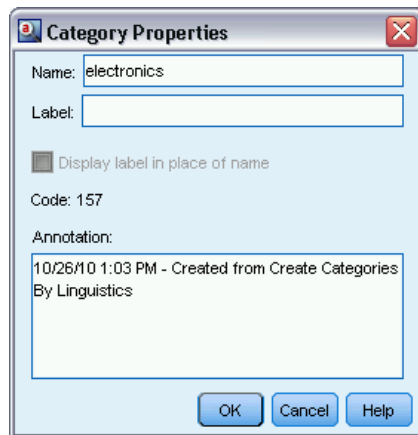 Category Properties
Name: electronics
Label:
Display label in place of name
Code: 157
Annotation:
10/26/10 1:03 PM - Created from Create Categories
By Linguistics
OK Cancel Help